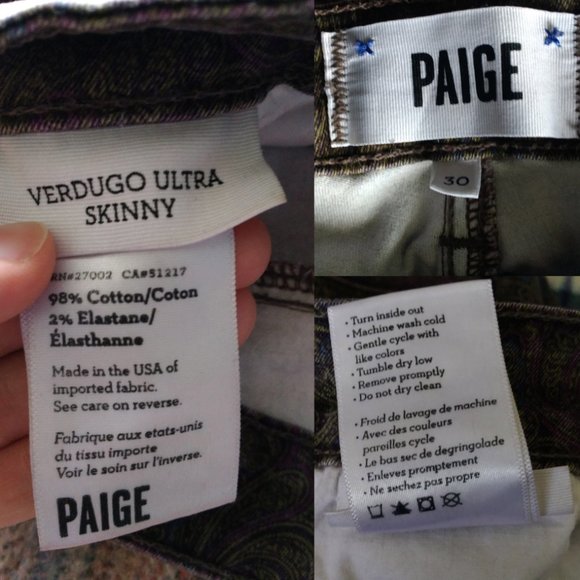 VERDUGO ULTRA
SKINNY
RN#27002 CA#51217
98% Cotton/Coton
2% Elastane/
Élasthanne
Made in the USA of
imported fabric.
See care on reverse.
Fabrique aux etats-unis
du tissu importe
Voir le soin sur l'inverse.
PAIGE
PAIGE
30
• Turn inside out
• Machine wash cold
• Gentle cycle with
like colors
• Tumble dry low
• Remove promptly
• Do not dry clean
• Froid de lavage de machine
• Avec des couleurs
pareilles cycle
• Le bas sec de degringolade
• Enleves promptement
• Ne sechez pas propre